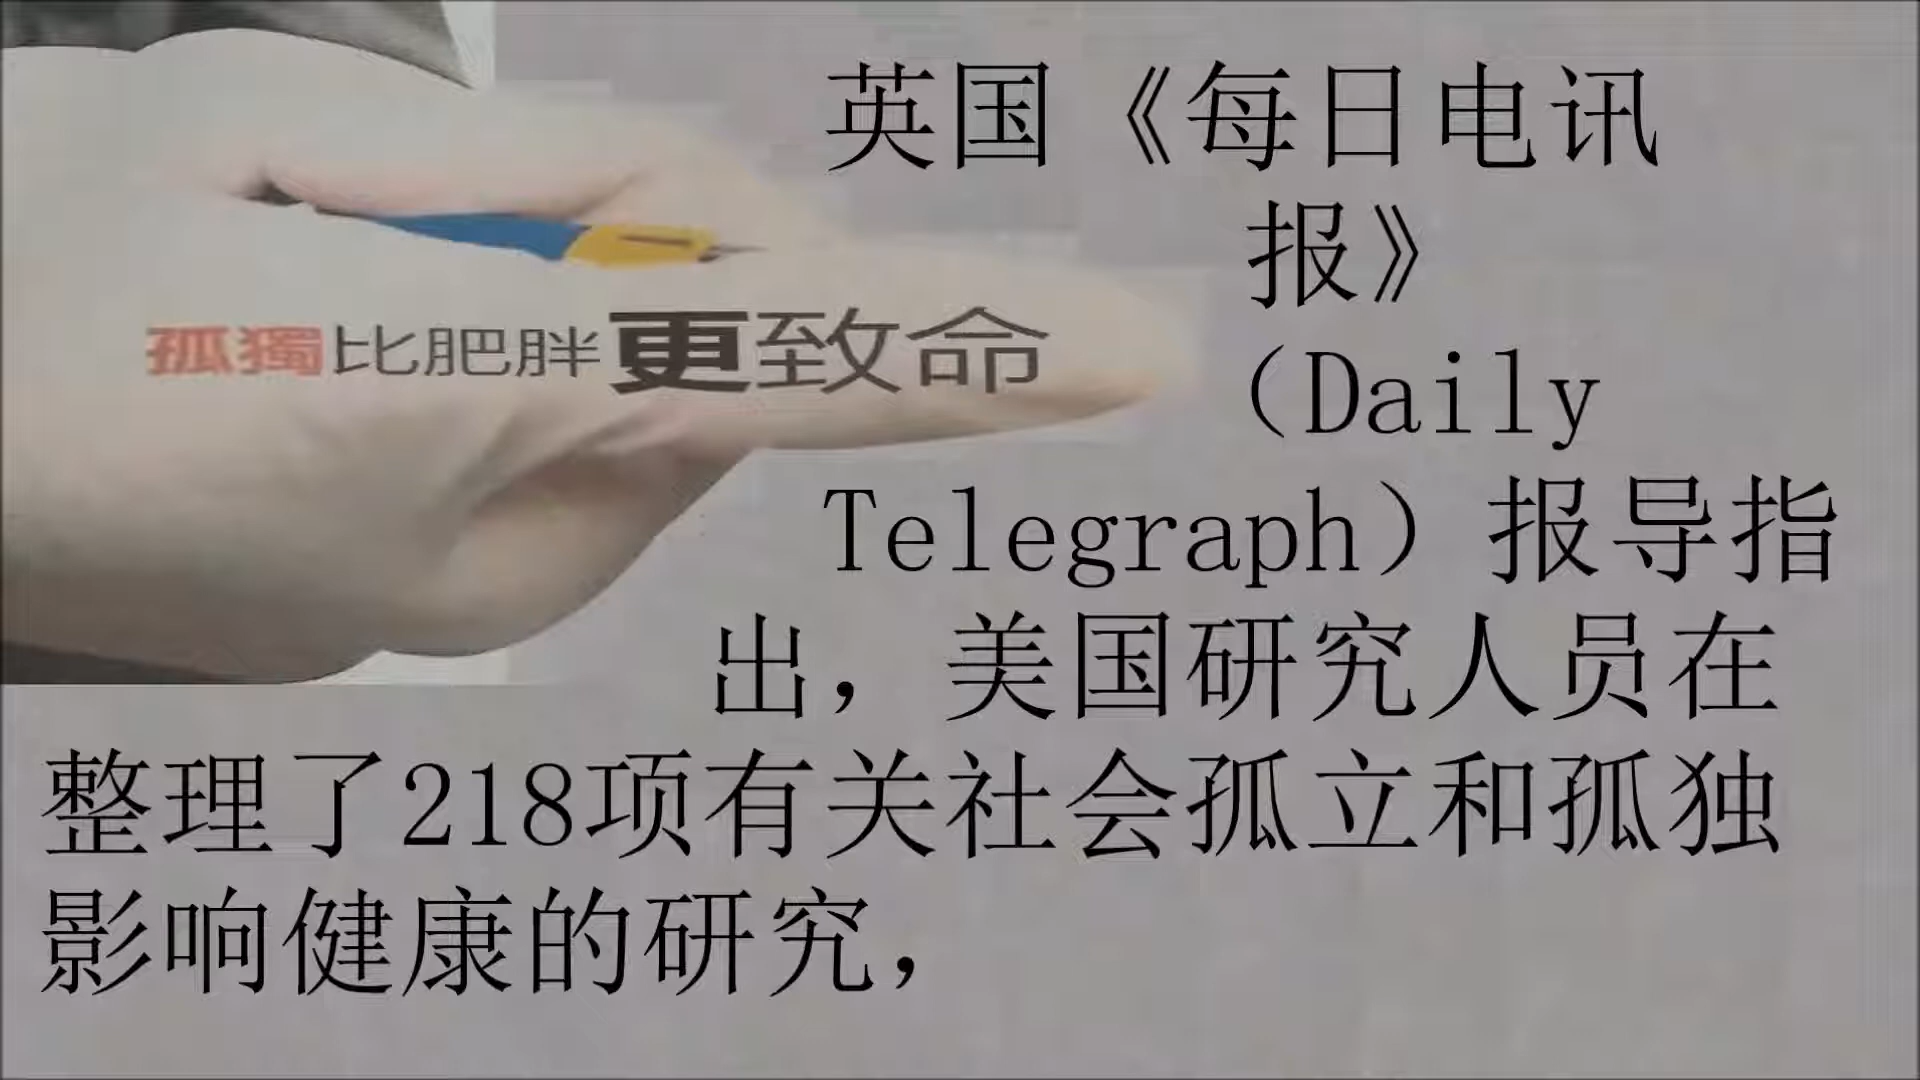 英国《每日电讯
报》
（Daily
Telegraph）报导指
出，美国研究人员在
整理了218项有关社会孤立和孤独
影响健康的研究，
孤獨比肥胖更致命